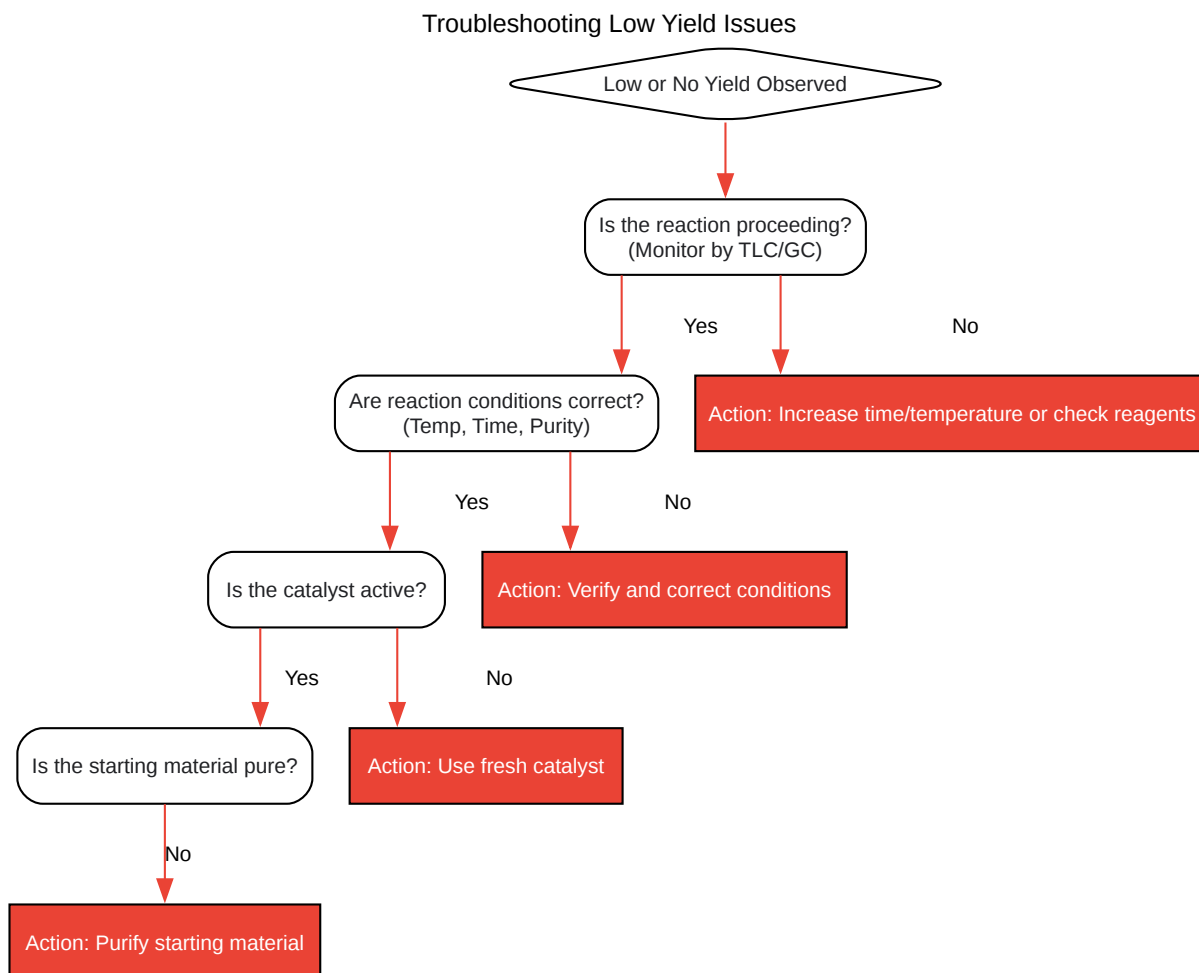 Troubleshooting Low Yield Issues
Low or No Yield Observed
Is the reaction proceeding?
(Monitor by TLC/GC)
Yes
No
Are reaction conditions correct?
(Temp, Time, Purity)
Action: Increase time/temperature or check reagents
Yes
No
Is the catalyst active?
Action: Verify and correct conditions
Yes
No
Is the starting material pure?
Action: Use fresh catalyst
No
Action: Purify starting material